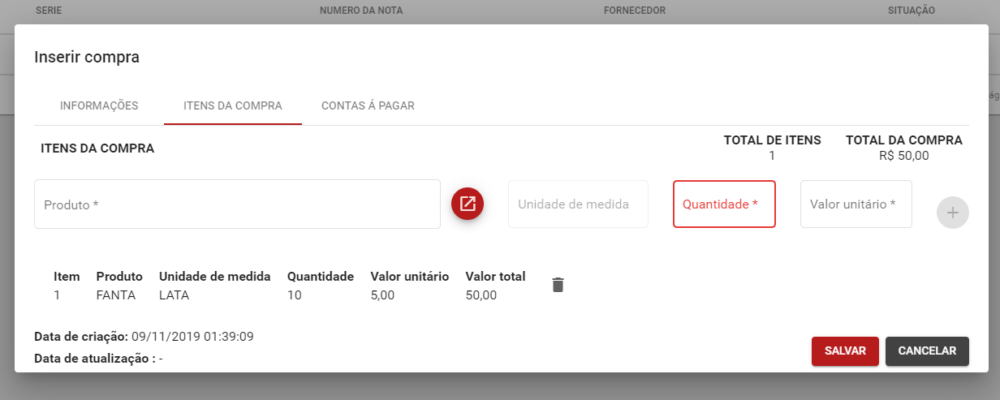 SERIE NUMERO DA NOTA FORNECEDOR SITUAÇÃO
Inserir compra
INFORMAÇÕES ITENS DA COMPRA CONTAS Á PAGAR
ITENS DA COMPRA TOTAL DE ITENS TOTAL DA COMPRA
1 R$ 50,00
Produto * Unidade de medida Quantidade * Valor unitário *
Item Produto Unidade de medida Quantidade Valor unitário Valor total
1 FANTA LATA 10 5,00 50,00
Data de criação: 09/11/2019 01:39:09
Data de atualização : -
SALVAR CANCELAR